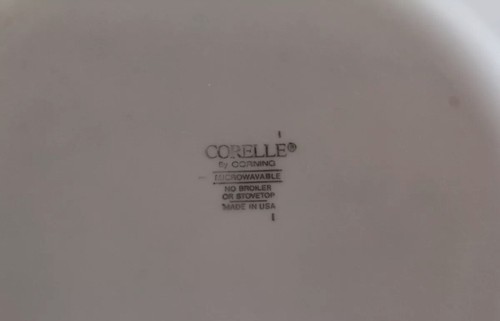 CORELLE®
By CORNING
MICROWAVABLE
NO BROILER
OR STOVETOP
MADE IN USA